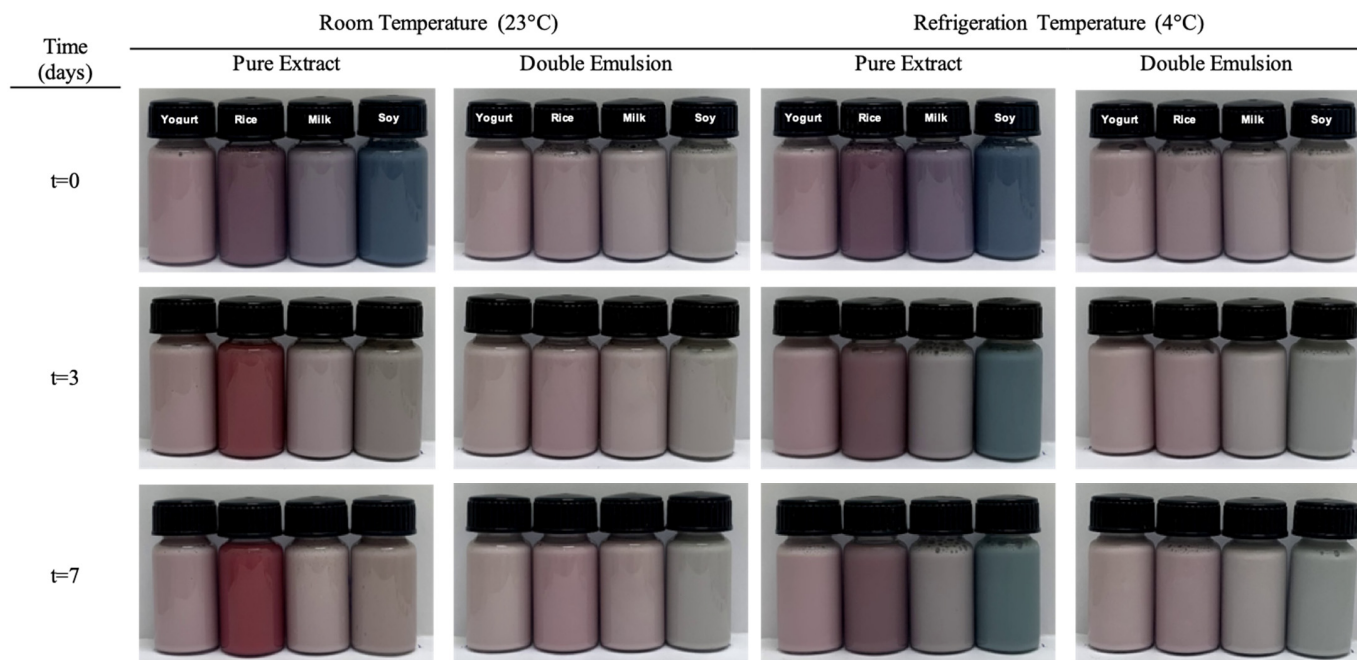 Room Temperature (23°C) Refrigeration Temperature (4°C)
Time
(days)
Pure Extract Double Emulsion Pure Extract Double Emulsion
Yogurt Rice Milk Soy Yogurt Rice Milk Soy Yogurt Rice Milk Soy Yogurt Rice Milk Soy
t=0
t=3
t=7